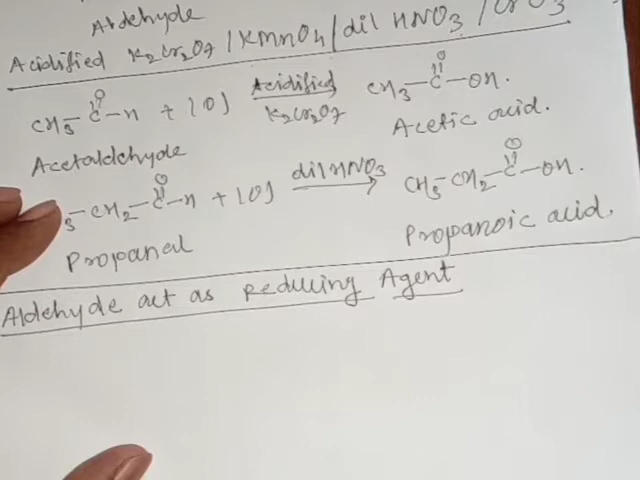 Aldehyde
Acidified K2Cr2O7 / KMnO4 / dil HNO3 / CrO3
CH3-C-H + [O] Acidified K2Cr2O7 CH3-C-OH.
O O
Acetaldehyde Acetic acid.
3-CH2-C-H + [O] dil HNO3 CH3-CH2-C-OH.
O O
Propanal Propanoic acid.
Aldehyde act as Reducing Agent